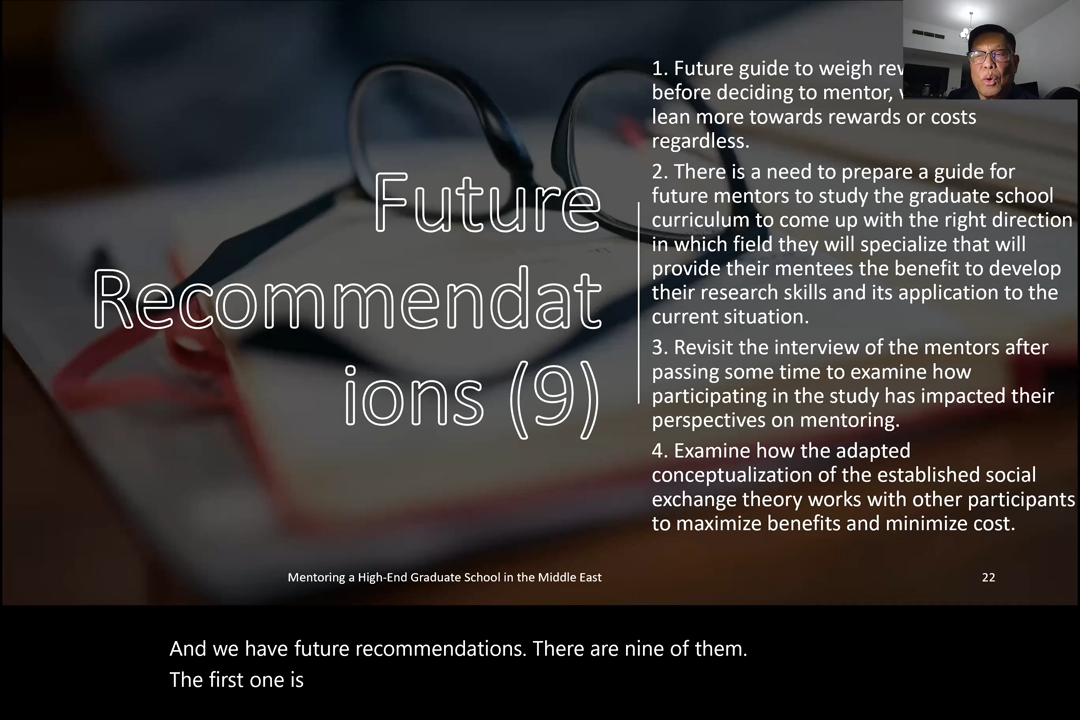 Future
Recommendat
ions (9)
1. Future guide to weigh
before deciding to mentor,
lean more towards rewards or costs
regardless.
2. There is a need to prepare a guide for
future mentors to study the graduate school
curriculum to come up with the right direction
in which field they will specialize that will
provide their mentees the benefit to develop
their research skills and its application to the
current situation.
3. Revisit the interview of the mentors after
passing some time to examine how
participating in the study has impacted their
perspectives on mentoring.
4. Examine how the adapted
conceptualization of the established social
exchange theory works with other participants
to maximize benefits and minimize cost.
Mentoring a High-End Graduate School in the Middle East
22
And we have future recommendations. There are nine of them.
The first one is